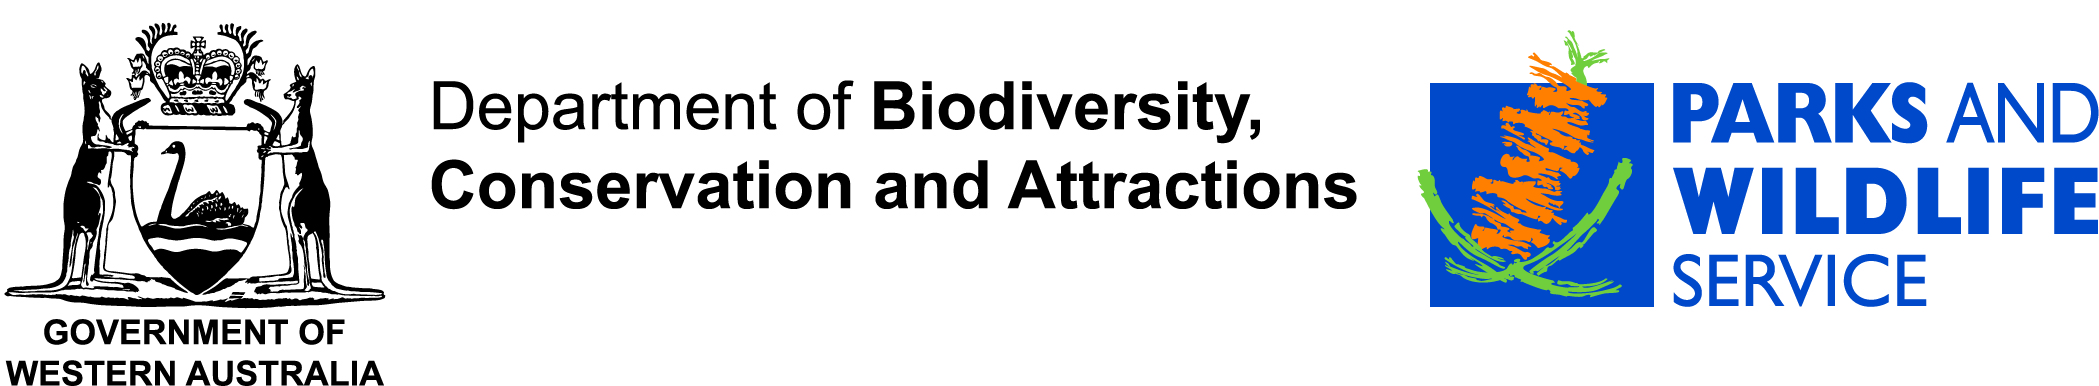 GOVERNMENT OF
WESTERN AUSTRALIA
Department of Biodiversity,
Conservation and Attractions
PARKS AND
WILDLIFE
SERVICE